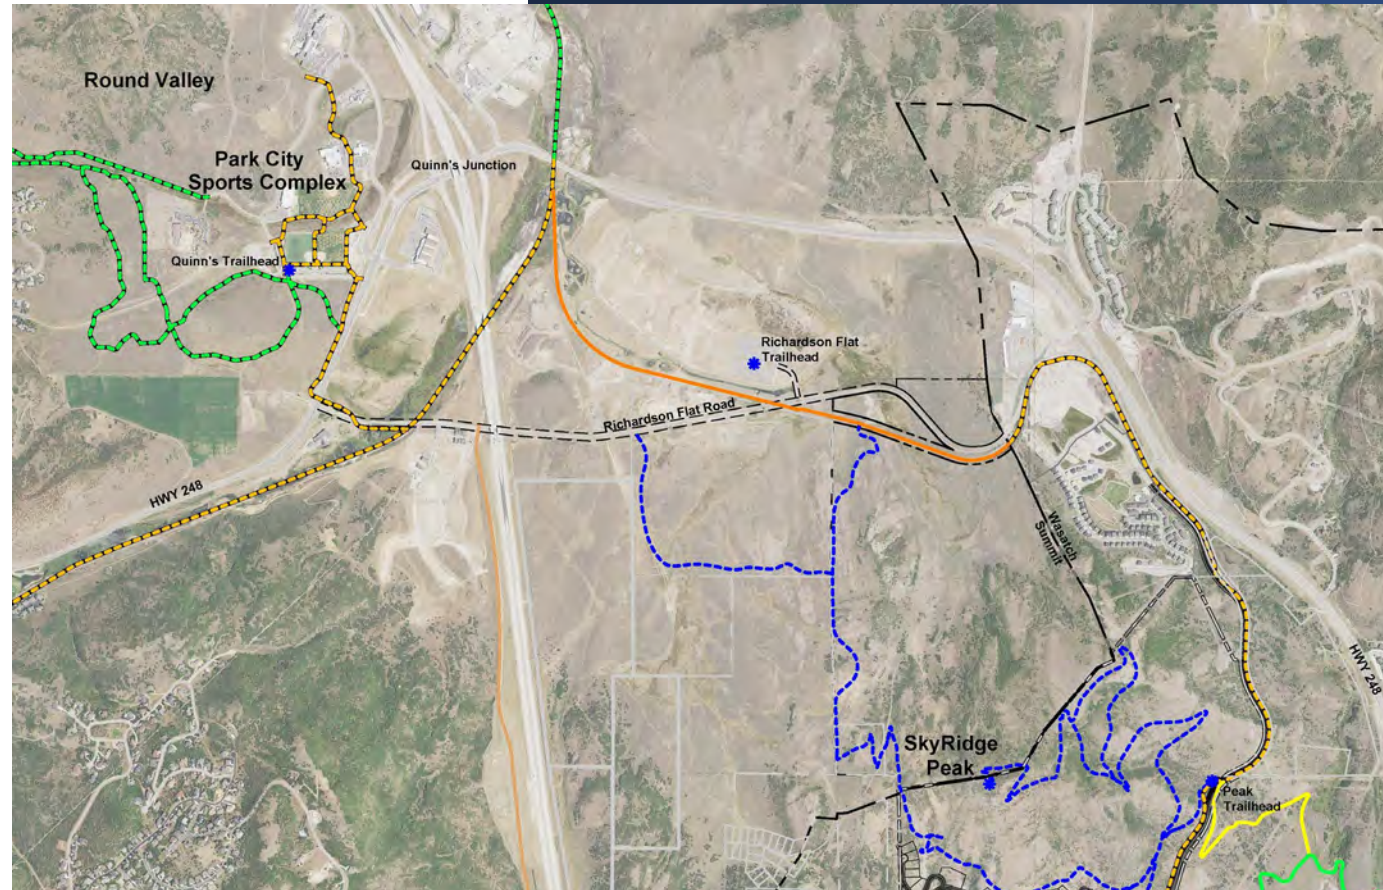 Round Valley
Park City
Sports Complex
Quinn's Junction
Quinn's Trailhead
Richardson Flat
Trailhead
Richardson Flat Road
HWY 248
Wasatch
Summit
HWY 248
SkyRidge
Peak
Peak
Trailhead